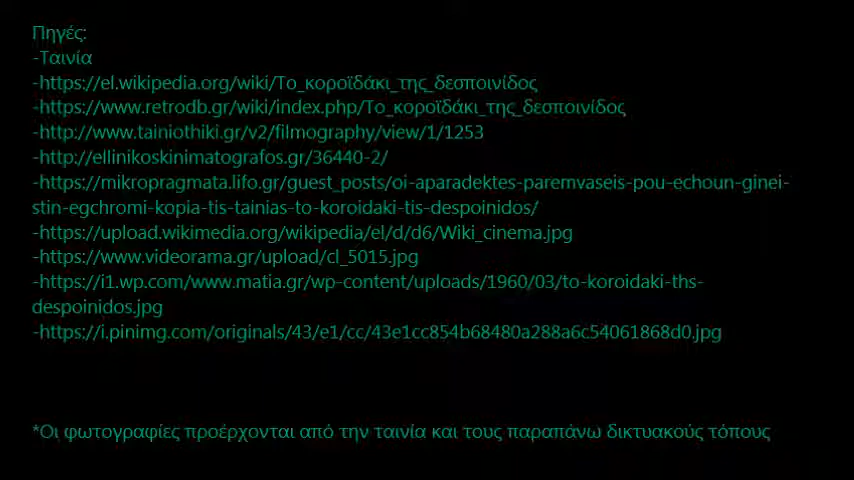 Πηγές:
-Ταινία
-https://el.wikipedia.org/wiki/Το_κοροϊδάκι_της_δεσποινίδος
-https://www.retrodb.gr/wiki/index.php/Το_κοροϊδάκι_της_δεσποινίδος
-http://www.tainiothiki.gr/v2/filmography/view/1/1253
-http://ellinikoskinimatografos.gr/36440-2/
-https://mikropragmata.lifo.gr/guest_posts/oi-aparadektes-paremvaseis-pou-echoun-ginei-
stin-egchromi-kopia-tis-tainias-to-koroidaki-tis-despoinidos/
-https://upload.wikimedia.org/wikipedia/el/d/d6/Wiki_cinema.jpg
-https://www.videorama.gr/upload/cl_5015.jpg
-https://i1.wp.com/www.matia.gr/wp-content/uploads/1960/03/to-koroidaki-ths-
despoinidos.jpg
-https://i.pinimg.com/originals/43/e1/cc/43e1cc854b68480a288a6c54061868d0.jpg
*Οι φωτογραφίες προέρχονται από την ταινία και τους παραπάνω δικτυακούς τόπους